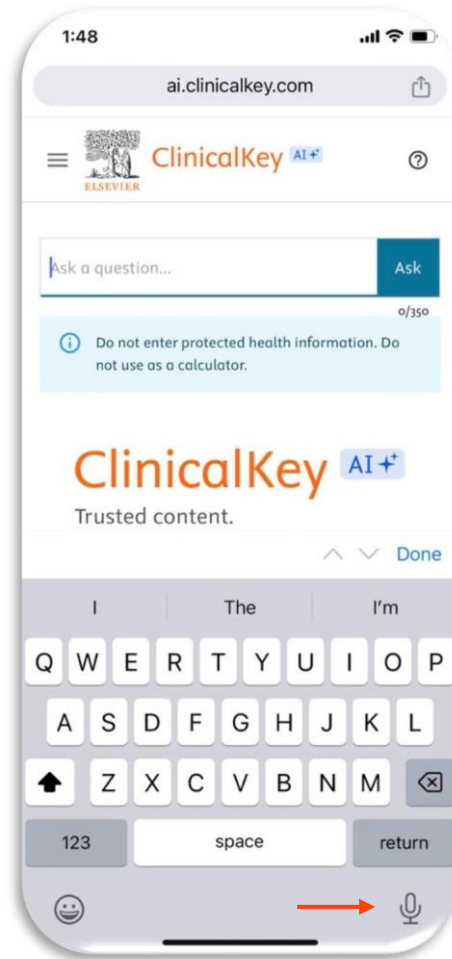 1:48
ai.clinicalkey.com
ELSEVIER
ClinicalKey AI
Ask a question...
Ask
0/350
Do not enter protected health information. Do
not use as a calculator.
ClinicalKey AI
Trusted content.
Done
I The I'm
Q W E R T Y U I O P
A S D F G H J K L
Z X C V B N M
123 space return